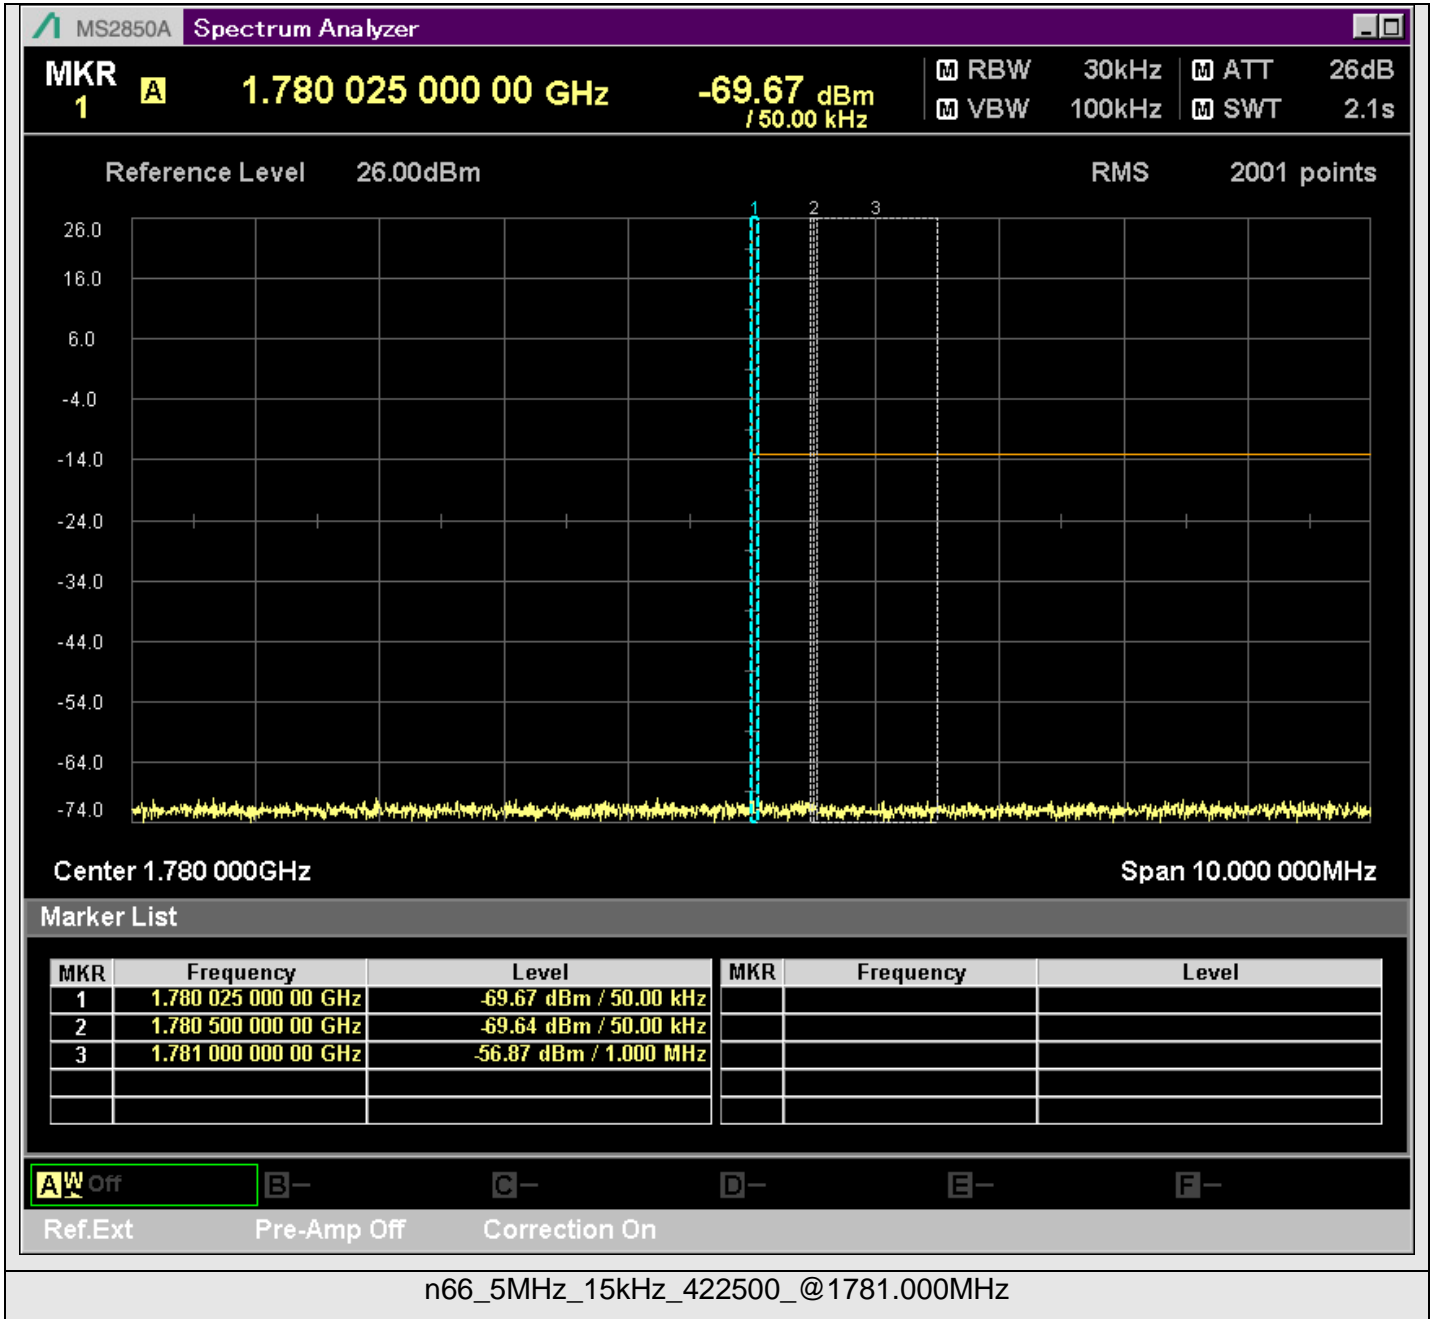 MS2850A Spectrum Analyzer
MKR 1 A 1.780 025 000 00 GHz -69.67 dBm / 50.00 kHz
M RBW 30kHz M ATT 26dB
M VBW 100kHz M SWT 2.1s
Reference Level 26.00dBm RMS 2001 points
1 2 3
26.0
16.0
6.0
-4.0
-14.0
-24.0
-34.0
-44.0
-54.0
-64.0
-74.0
Center 1.780 000GHz Span 10.000 000MHz
Marker List
MKR Frequency Level MKR Frequency Level
1 1.780 025 000 00 GHz -69.67 dBm / 50.00 kHz
2 1.780 500 000 00 GHz -69.64 dBm / 50.00 kHz
3 1.781 000 000 00 GHz -56.87 dBm / 1.000 MHz
A W Off B - C - D - E - F -
Ref.Ext Pre-Amp Off Correction On
n66_5MHz_15kHz_422500_@1781.000MHz